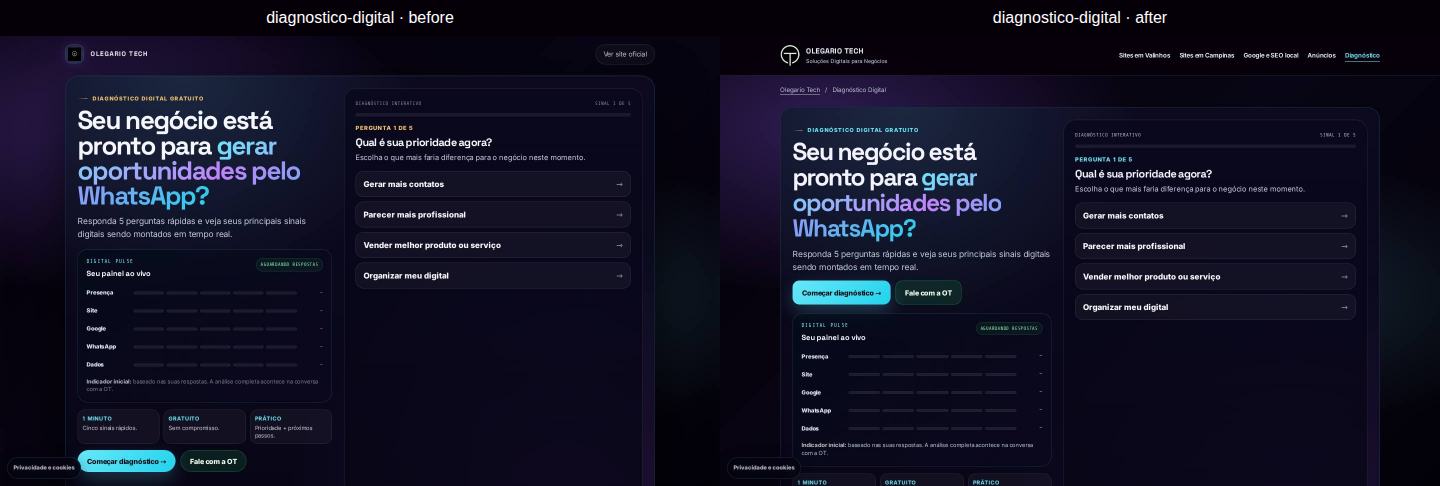 diagnostico-digital · before
OLEGARIO TECH
Ver site oficial
DIAGNÓSTICO DIGITAL GRATUITO
Seu negócio está
pronto para gerar
oportunidades pelo
WhatsApp?
Responda 5 perguntas rápidas e veja seus principais sinais
digitais sendo montados em tempo real.
DIGITAL PULSE
Seu painel ao vivo
AGUARDANDO RESPOSTAS
Presença –
Site –
Google –
WhatsApp –
Dados –
Indicador inicial: baseado nas suas respostas. A análise completa acontece na conversa
com a OT.
1 MINUTO
Cinco sinais rápidos.
GRATUITO
Sem compromisso.
PRÁTICO
Prioridade + próximos
passos.
Começar diagnóstico →
Fale com a OT
Privacidade e cookies
DIAGNÓSTICO INTERATIVO
SINAL 1 DE 5
PERGUNTA 1 DE 5
Qual é sua prioridade agora?
Escolha o que mais faria diferença para o negócio neste momento.
Gerar mais contatos →
Parecer mais profissional →
Vender melhor produto ou serviço →
Organizar meu digital →
diagnostico-digital · after
OLEGARIO TECH
Soluções Digitais para Negócios
Sites em Valinhos
Sites em Campinas
Google e SEO local
Anúncios
Diagnóstico
Olegario Tech / Diagnóstico Digital
DIAGNÓSTICO DIGITAL GRATUITO
Seu negócio está
pronto para gerar
oportunidades pelo
WhatsApp?
Responda 5 perguntas rápidas e veja seus principais sinais digitais
sendo montados em tempo real.
Começar diagnóstico →
Fale com a OT
DIGITAL PULSE
Seu painel ao vivo
AGUARDANDO RESPOSTAS
Presença –
Site –
Google –
WhatsApp –
Dados –
Indicador inicial: baseado nas suas respostas. A análise completa acontece na conversa
com a OT.
1 MINUTO
GRATUITO
PRÁTICO
Privacidade e cookies
DIAGNÓSTICO INTERATIVO
SINAL 1 DE 5
PERGUNTA 1 DE 5
Qual é sua prioridade agora?
Escolha o que mais faria diferença para o negócio neste momento.
Gerar mais contatos →
Parecer mais profissional →
Vender melhor produto ou serviço →
Organizar meu digital →